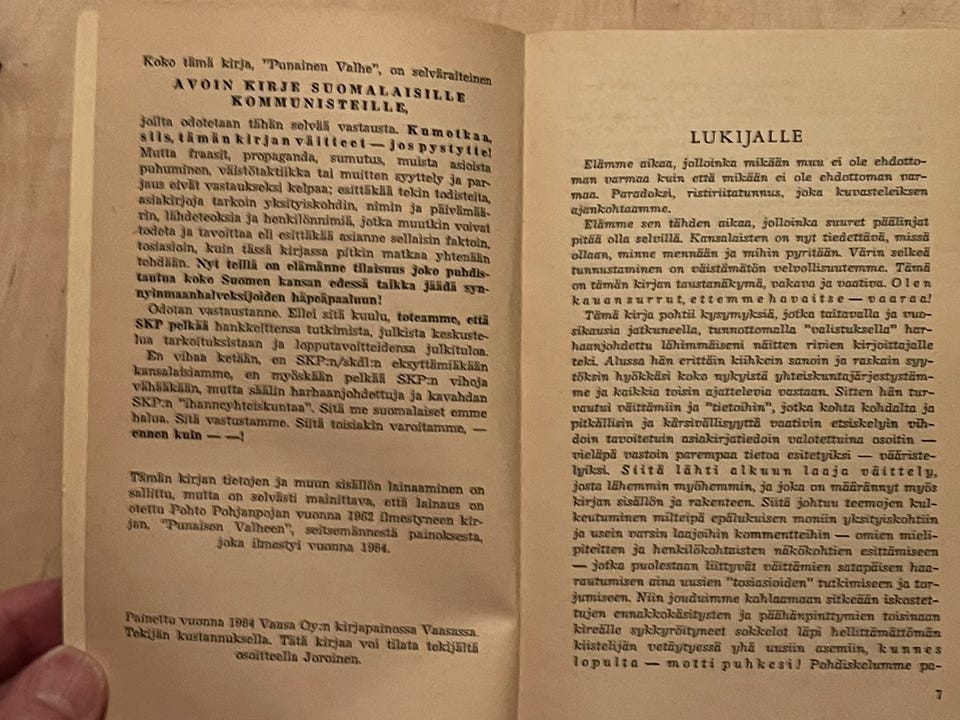 Koko tämä kirja, "Punainen Valhe", on selväraiteinen
AVOIN KIRJE SUOMALAISILLE
KOMMUNISTEILLE,
joilta odotetaan tähän selvää vastausta. Kumotkaa,
siis, tämän kirjan väitteet — jos pystytte!
Mutta fraasit, propaganda, sumutus, muista asioista
puhuminen, väistötaktiikka tai muitten syyttely ja par-
jaus eivät vastaukseksi kelpaa; esittäkää tekin todisteita,
asiakirjoja tarkoin yksityiskohdin, nimin ja päivämää-
rin, lähdeteoksia ja henkilönnimiä, jotka muutkin voivat
todeta ja tavoittaa eli esittäkää asianne sellaisin faktoin,
tosiasioin, kuin tässä kirjassa pitkin matkaa yhtenään
tehdään. Nyt teillä on elämänne tilaisuus joko puhdis-
tautua koko Suomen kansan edessä taikka jäädä syn-
nyinmaanhalveksijoiden häpeäpaaluun!
Odotan vastaustanne. Ellei sitä kuulu, toteamme, että
SKP pelkää hankkeittensa tutkimista, julkista keskuste-
lua tarkoituksistaan ja lopputavoitteidensa julkituloa.
En vihaa ketään, en SKP:n/skdl:n eksyttämiäkään
kansalaisiamme, en myöskään pelkää SKP:n vihoja
vähääkään, mutta säälin harhaanjohdettuja ja kavahdan
SKP:n "ihanneyhteiskuntaa". Sitä me suomalaiset emme
halua. Sitä vastustamme. Siitä toisiakin varoitamme, —
ennen kuin — —!
Tämän kirjan tietojen ja muun sisällön lainaaminen on
sallittu, mutta on selvästi mainittava, että lainaus on
otettu Pohto Pohjanpojan vuonna 1962 ilmestyneen kir-
jan, "Punaisen Valheen", seitsemännestä painoksesta,
joka ilmestyi vuonna 1964.
Painettu vuonna 1964 Vaasa Oy:n kirjapainossa Vaasassa.
Tekijän kustannuksella. Tätä kirjaa voi tilata tekijältä
osoitteella Joroinen.
LUKIJALLE
Elämme aikaa, jolloinka mikään muu ei ole ehdotto-
man varmaa kuin että mikään ei ole ehdottoman var-
maa. Paradoksi, ristiriitatunnus, joka kuvasteleiksen
ajankohtaamme.
Elämme sen tähden aikaa, jolloinka suuret päälinjat
pitää olla selvillä. Kansalaisten on nyt tiedettävä, missä
ollaan, minne mennään ja mihin pyritään. Värin selkeä
tunnustaminen on väistämätön velvollisuutemme. Tämä
on tämän kirjan taustanäkymä, vakava ja vaativa. Olen
kauan surrut, ettemme havaitse — vaaraa!
Tämä kirja pohtii kysymyksiä, jotka taitavalla ja vuo-
sikausia jatkuneella, tunnottomalla "valistuksella" har-
haanjohdettu lähimmäiseni näitten rivien kirjoittajalle
teki. Alussa hän erittäin kiihkein sanoin ja raskain syy-
töksin hyökkäsi koko nykyistä yhteiskuntajärjestystäm-
me ja kaikkia toisin ajattelevia vastaan. Sitten hän tur-
vautui väittämiin ja "tietoihin", jotka kohta kohdalta ja
pitkällisin ja kärsivällisyyttä vaativin etsiskelyin vih-
doin tavoitetuin asiakirjatiedoin valotettuina osoitin —
vieläpä vastoin parempaa tietoa esitetyiksi — vääriste-
lyiksi. Siitä lähti alkuun laaja väittely,
josta lähemmin myöhemmin, ja joka on määrännyt myös
kirjan sisällön ja rakenteen. Siitä johtuu teemojen kul-
keutuminen milteipä epälukuisen moniin yksityiskohtiin
ja usein varsin laajoihin kommentteihin — omien mieli-
piteitten ja henkilökohtaisten näkökohtien esittämiseen
— jotka puolestaan liittyvät väittämien satapäisen haa-
rautumisen aina uusien "tosiasioiden" tutkimiseen ja tor-
jumiseen. Niin jouduimme kahlaamaan sitkeään iskostet-
tujen ennakkokäsitysten ja päähänpinttymien toisinaan
kireälle sykkyröityneet sokkelot läpi hellittämättömän
kiistelijän vetäytyessä yhä uusiin asemiin, kunnes
lopulta — motti puhkesi! Pohdiskelumme pa-
7